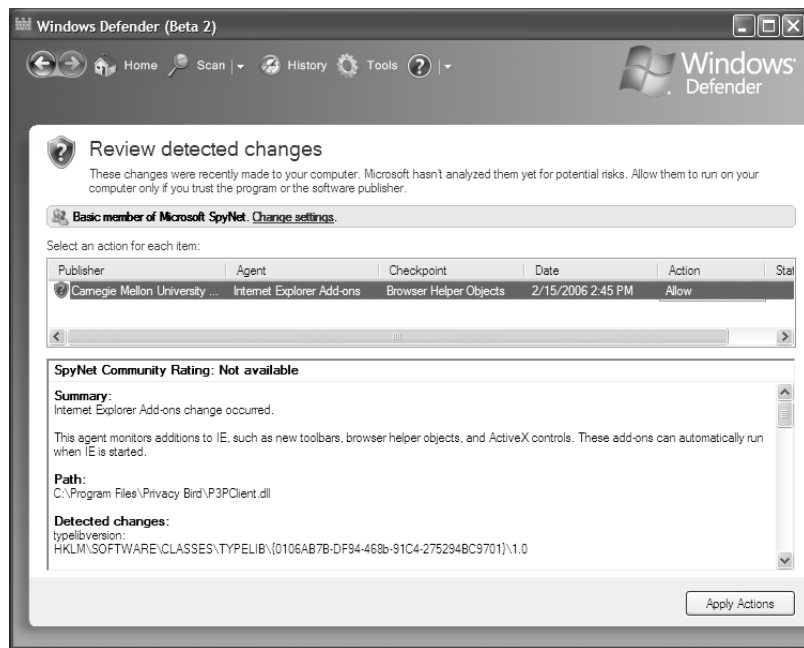 Windows Defender (Beta 2)
Home Scan History Tools
Windows
Defender
Review detected changes
These changes were recently made to your computer. Microsoft hasn't analyzed them yet for potential risks. Allow them to run on your
computer only if you trust the program or the software publisher.
Basic member of Microsoft SpyNet. Change settings.
Select an action for each item:
Publisher Agent Checkpoint Date Action Stat
Carnegie Mellon University ... Internet Explorer Add-ons Browser Helper Objects 2/15/2006 2:45 PM Allow
SpyNet Community Rating: Not available
Summary:
Internet Explorer Add-ons change occurred.
This agent monitors additions to IE, such as new toolbars, browser helper objects, and ActiveX controls. These add-ons can automatically run
when IE is started.
Path:
C:\Program Files\Privacy Bird\P3PClient.dll
Detected changes:
typelibversion:
HKLM\SOFTWARE\CLASSES\TYPELIB\{0106AB7B-DF94-468b-91C4-275294BC9701}\1.0
Apply Actions